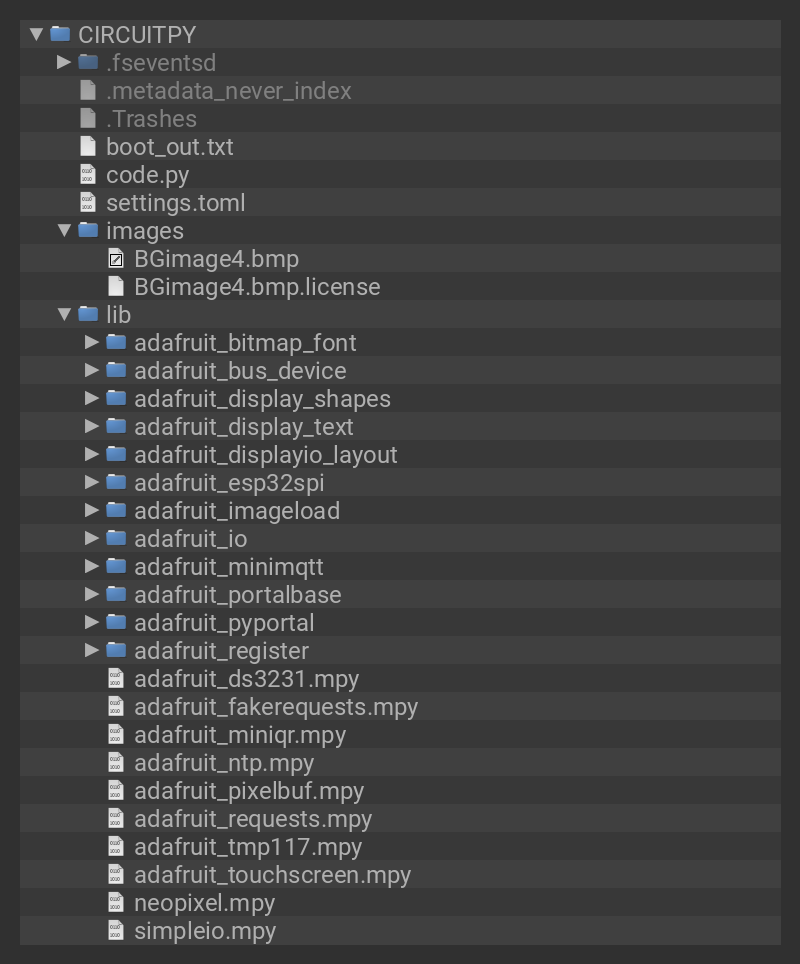 CIRCUITPY
.fseventsd
.metadata_never_index
.Trashes
boot_out.txt
code.py
settings.toml
images
BGimage4.bmp
BGimage4.bmp.license
lib
adafruit_bitmap_font
adafruit_bus_device
adafruit_display_shapes
adafruit_display_text
adafruit_displayio_layout
adafruit_esp32spi
adafruit_imageload
adafruit_io
adafruit_minimqtt
adafruit_portalbase
adafruit_pyportal
adafruit_register
adafruit_ds3231.mpy
adafruit_fakerequests.mpy
adafruit_miniqr.mpy
adafruit_ntp.mpy
adafruit_pixelbuf.mpy
adafruit_requests.mpy
adafruit_tmp117.mpy
adafruit_touchscreen.mpy
neopixel.mpy
simpleio.mpy